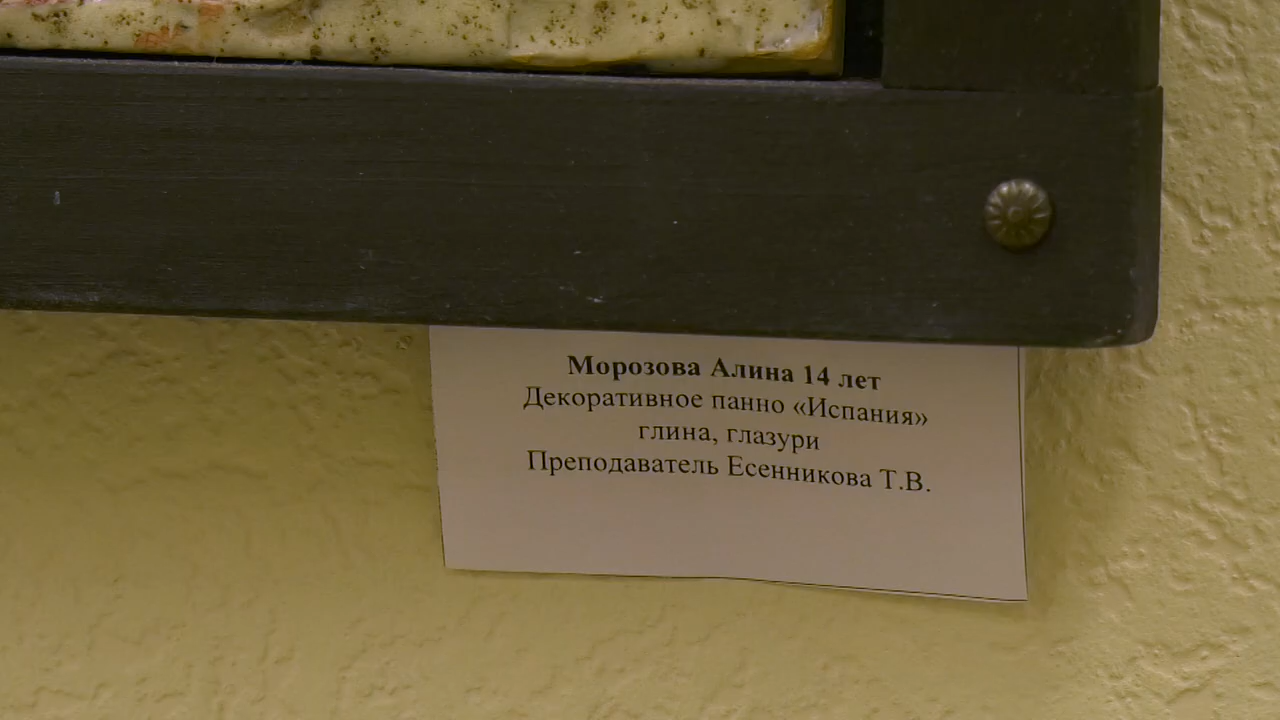 Морозова Алина 14 лет
Декоративное панно «Испания»
глина, глазури
Преподаватель Есенникова Т.В.